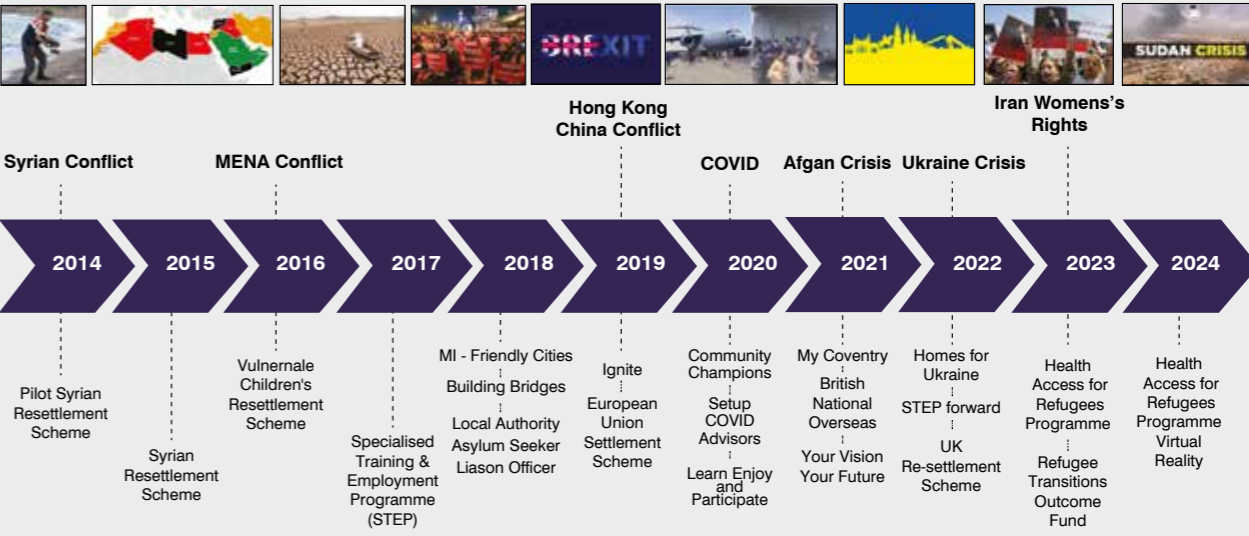 BREXIT
SUDAN CRISIS
Hong Kong
China Conflict
Iran Womens's
Rights
Syrian Conflict
MENA Conflict
COVID
Afgan Crisis
Ukraine Crisis
2014
2015
2016
2017
2018
2019
2020
2021
2022
2023
2024
Pilot Syrian
Resettlement
Scheme
Syrian
Resettlement
Scheme
Vulnernale
Children's
Resettlement
Scheme
Specialised
Training &
Employment
Programme
(STEP)
MI - Friendly Cities
Building Bridges
Local Authority
Asylum Seeker
Liason Officer
Ignite
European
Union
Settlement
Scheme
Community
Champions
Setup
COVID
Advisors
Learn Enjoy
and
Participate
My Coventry
British
National
Overseas
Your Vision
Your Future
Homes for
Ukraine
STEP forward
UK
Re-settlement
Scheme
Health
Access for
Refugees
Programme
Refugee
Transitions
Outcome
Fund
Health
Access for
Refugees
Programme
Virtual
Reality